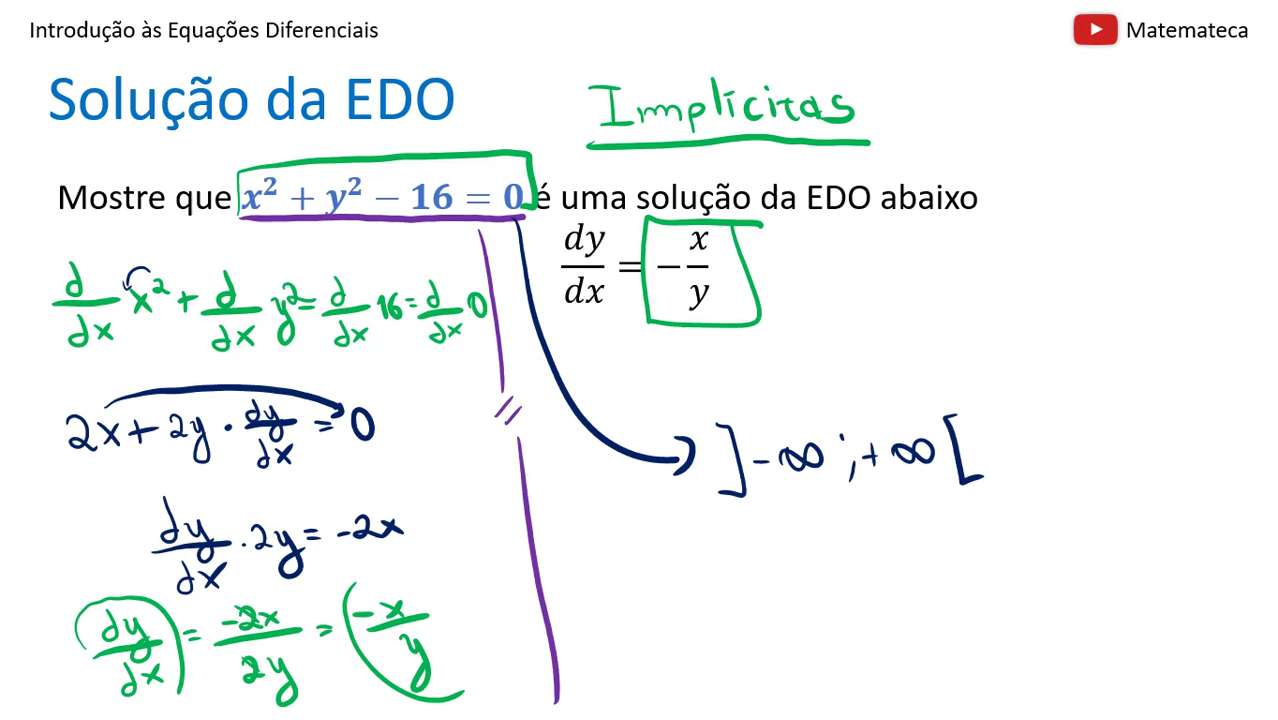 Introdução às Equações Diferenciais
Matemateca
Solução da EDO
Implícitas
Mostre que x² + y² − 16 = 0 é uma solução da EDO abaixo
dy/dx = −x/y
d/dx x² + d/dx y² = d/dx 16 = d/dx 0
2x + 2y · dy/dx = 0
]-∞ ; +∞[
dy/dx · 2y = -2x
dy/dx = -2x/2y = -x/y